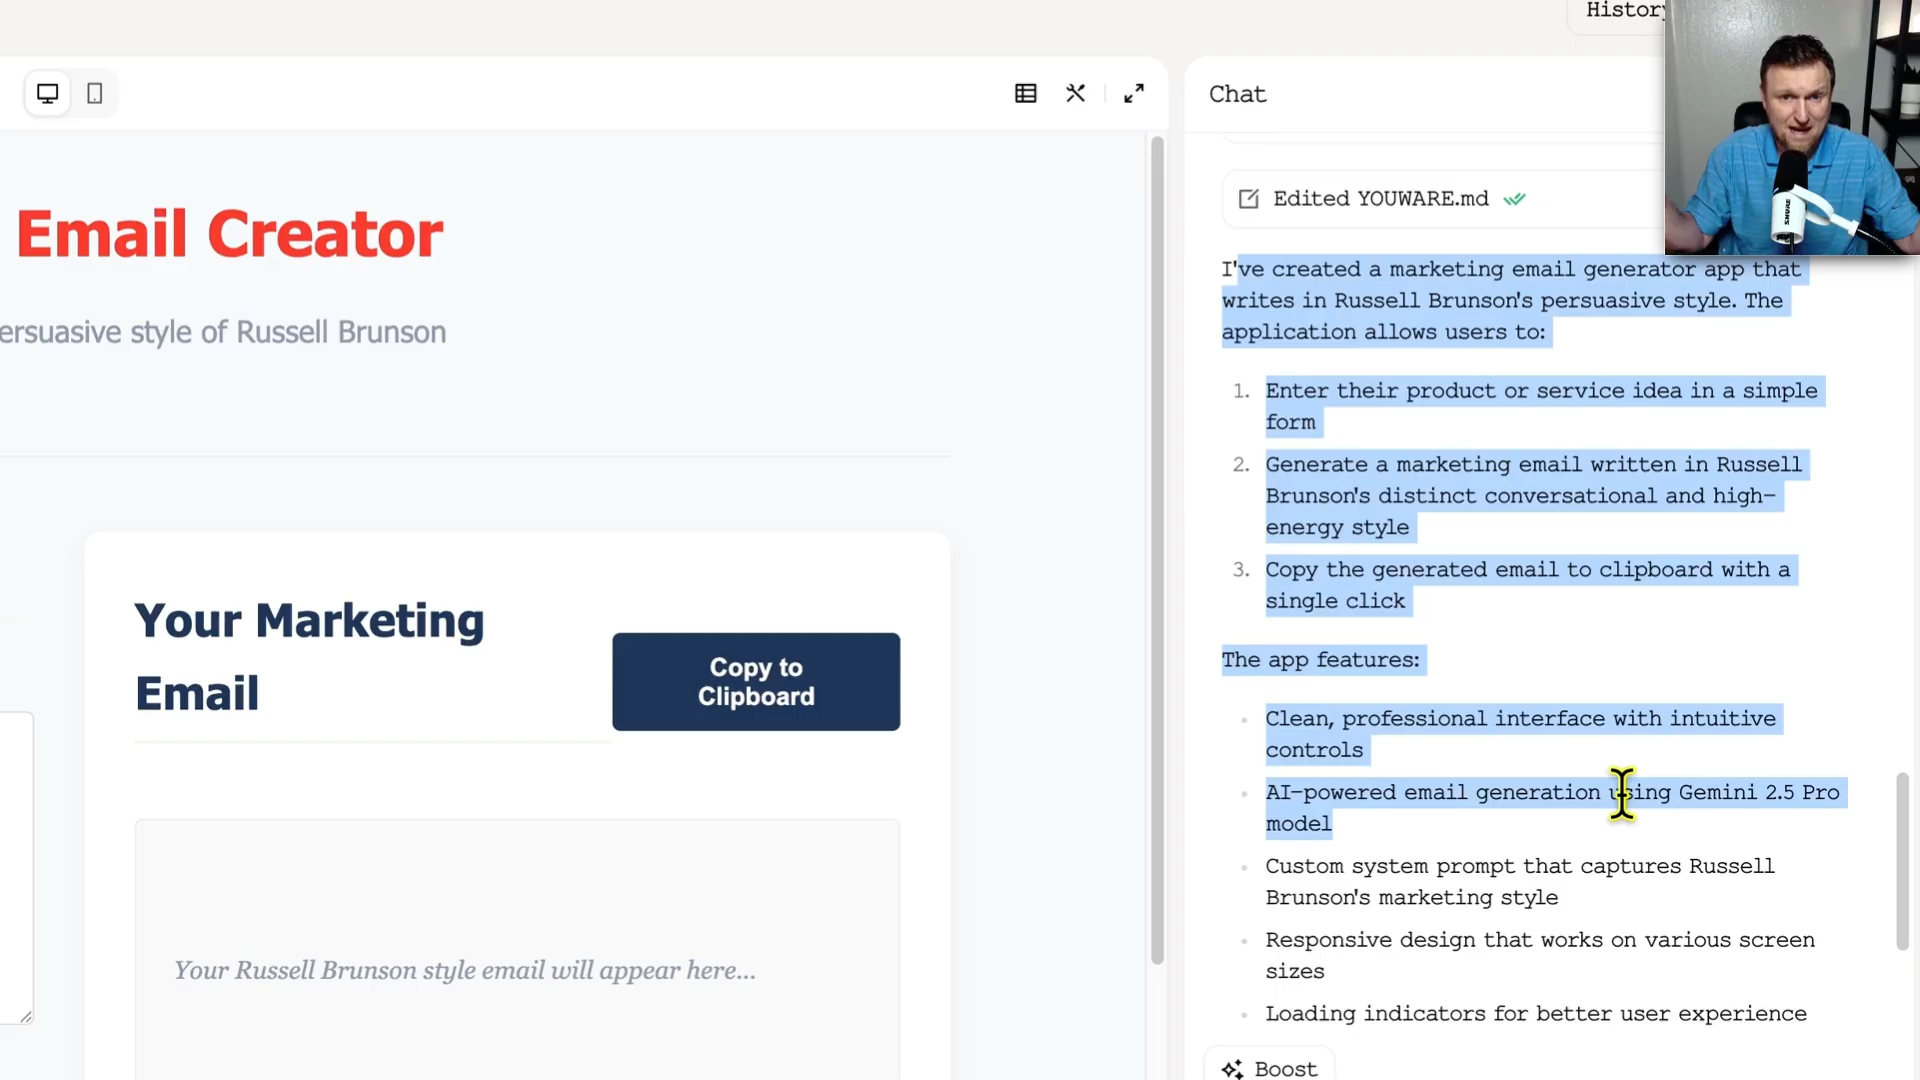 History
Chat
Email Creator
ersuasive style of Russell Brunson
Your Marketing
Email
Copy to
Clipboard
Your Russell Brunson style email will appear here...
Edited YOUWARE.md
I've created a marketing email generator app that
writes in Russell Brunson's persuasive style. The
application allows users to:
1. Enter their product or service idea in a simple
form
2. Generate a marketing email written in Russell
Brunson's distinct conversational and high-
energy style
3. Copy the generated email to clipboard with a
single click
The app features:
Clean, professional interface with intuitive
controls
AI-powered email generation using Gemini 2.5 Pro
model
Custom system prompt that captures Russell
Brunson's marketing style
Responsive design that works on various screen
sizes
Loading indicators for better user experience
Boost
SHURE